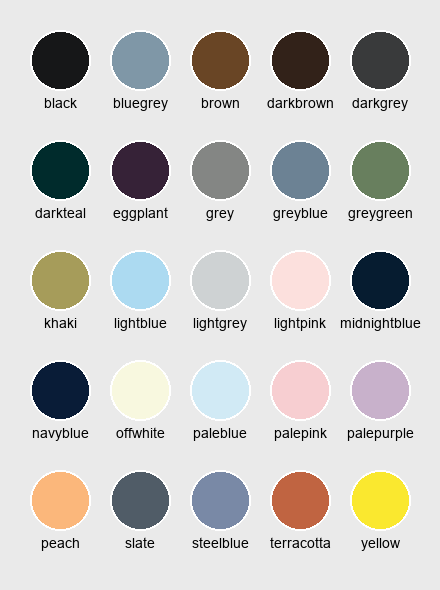 black bluegrey brown darkbrown darkgrey
darkteal eggplant grey greyblue greygreen
khaki lightblue lightgrey lightpink midnightblue
navyblue offwhite paleblue palepink palepurple
peach slate steelblue terracotta yellow